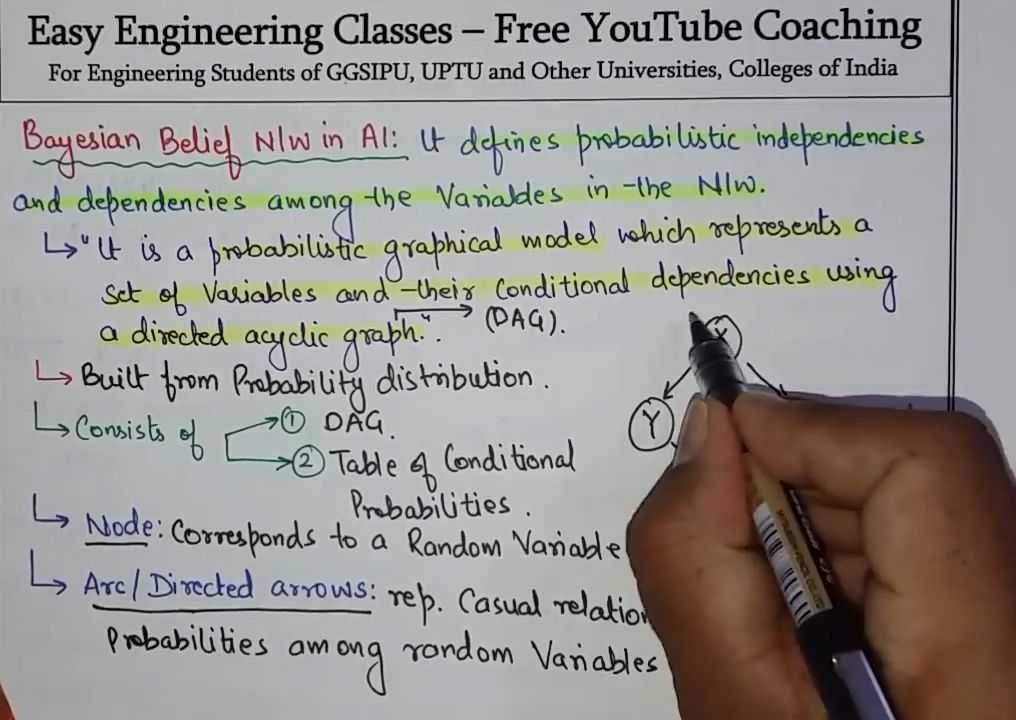 Easy Engineering Classes – Free YouTube Coaching
For Engineering Students of GGSIPU, UPTU and Other Universities, Colleges of India
Bayesian Belief N/w in AI: It defines probabilistic independencies
and dependencies among the Variables in the N/w.
↳ "It is a probabilistic graphical model which represents a
set of Variables and their Conditional dependencies using
a directed acyclic graph". → (DAG).
↳ Built from Probability distribution.
↳ Consists of → ① DAG.
→ ② Table of Conditional
Probabilities.
↳ Node: Corresponds to a Random Variable
↳ Arc/Directed arrows: rep. Casual relation
Probabilities among random Variables
X
Y